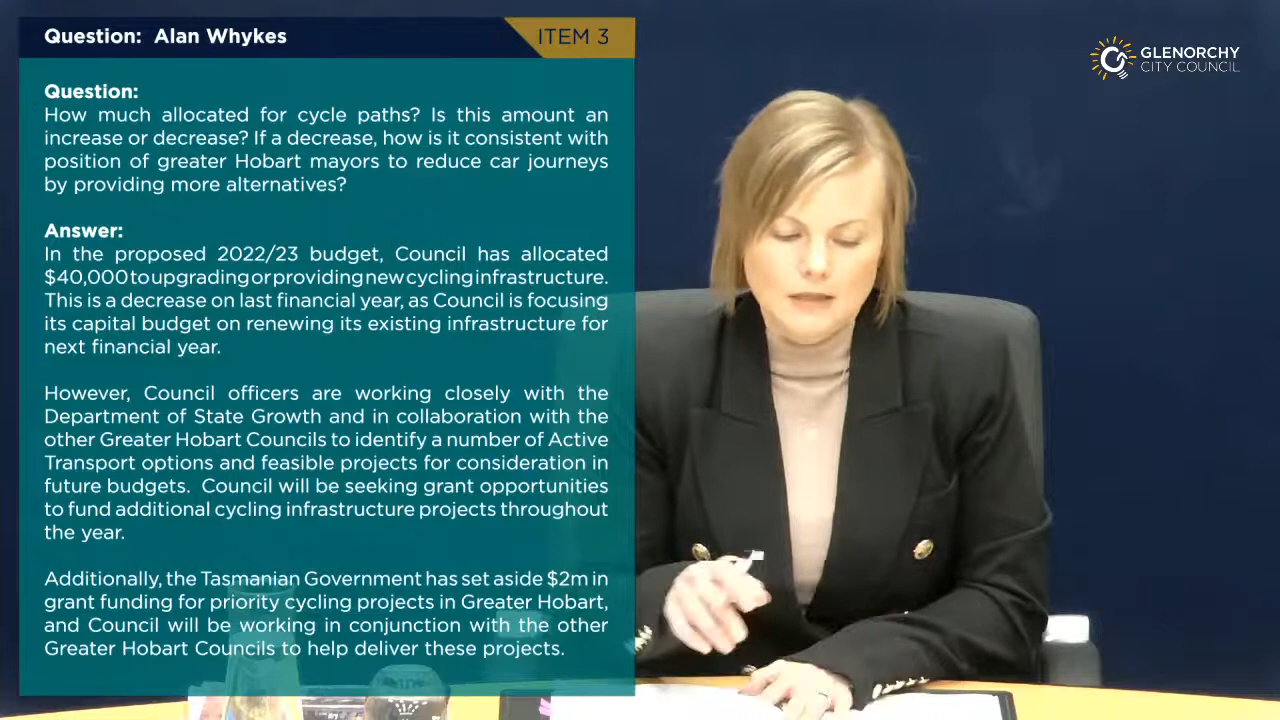 Question: Alan Whykes
ITEM 3
GLENORCHY
CITY COUNCIL
Question:
How much allocated for cycle paths? Is this amount an
increase or decrease? If a decrease, how is it consistent with
position of greater Hobart mayors to reduce car journeys
by providing more alternatives?
Answer:
In the proposed 2022/23 budget, Council has allocated
$40,000 to upgrading or providing new cycling infrastructure.
This is a decrease on last financial year, as Council is focusing
its capital budget on renewing its existing infrastructure for
next financial year.
However, Council officers are working closely with the
Department of State Growth and in collaboration with the
other Greater Hobart Councils to identify a number of Active
Transport options and feasible projects for consideration in
future budgets. Council will be seeking grant opportunities
to fund additional cycling infrastructure projects throughout
the year.
Additionally, the Tasmanian Government has set aside $2m in
grant funding for priority cycling projects in Greater Hobart,
and Council will be working in conjunction with the other
Greater Hobart Councils to help deliver these projects.